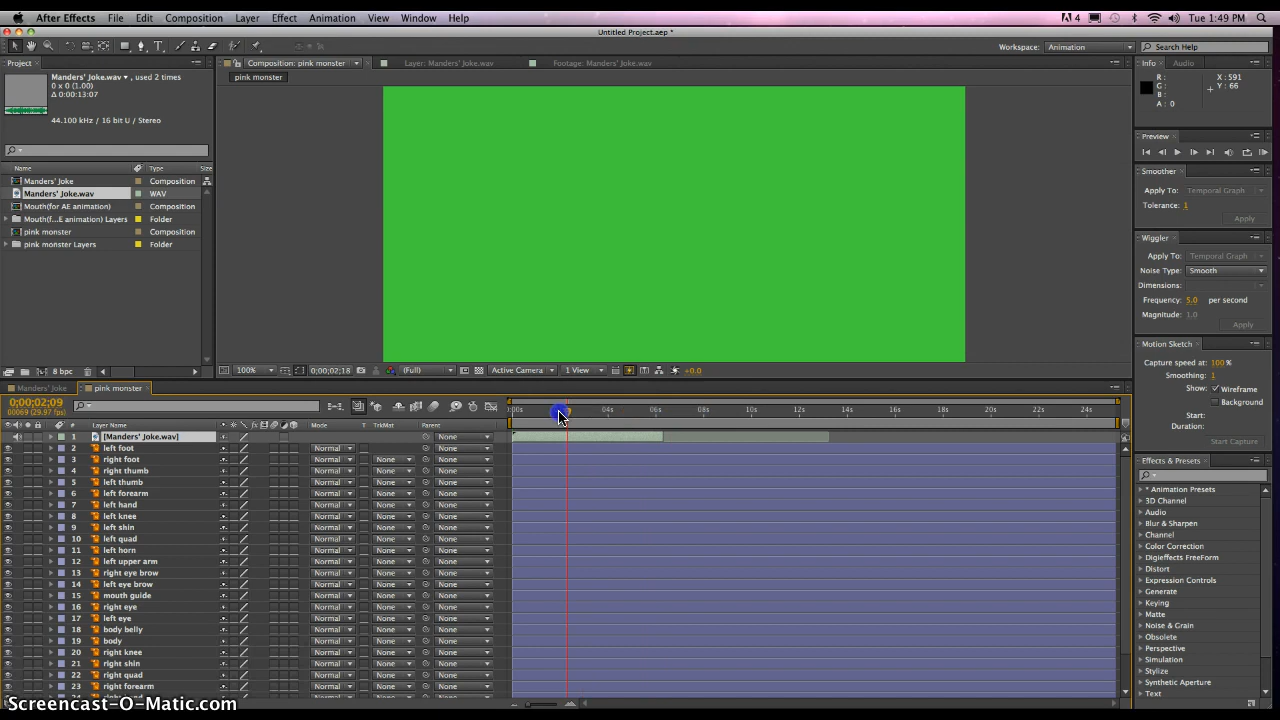 After Effects File Edit Composition Layer Effect Animation View Window Help
4 Tue 1:49 PM
Untitled Project.aep *
Workspace: Animation Search Help
Project Composition: pink monster Layer: Manders' Joke.wav Footage: Manders' Joke.wav Info Audio
pink monster
Manders' Joke.wav , used 2 times
0 x 0 (1.00)
Δ 0:00:13:07
44.100 kHz / 16 bit U / Stereo
R: X: 591
G: Y: 66
B:
A: 0
Preview
Name Type Size
Manders' Joke Composition
Manders' Joke.wav WAV
Mouth(for AE animation) Composition
Mouth(f...E animation) Layers Folder
pink monster Composition
pink monster Layers Folder
Smoother
Apply To: Temporal Graph
Tolerance: 1
Apply
Wiggler
Apply To: Temporal Graph
Noise Type: Smooth
Dimensions:
Frequency: 5.0 per second
Magnitude: 1.0
Apply
Motion Sketch
Capture speed at: 100 %
Smoothing: 1
Show: Wireframe
Background
Start:
Duration:
Start Capture
8 bpc 100% 0;00;02;18 (Full) Active Camera 1 View +0.0
Manders' Joke pink monster
0;00;02;09
00069 (29.97 fps)
:00s 04s 06s 08s 10s 12s 14s 16s 18s 20s 22s 24s
# Layer Name Mode T TrkMat Parent
1 [Manders' Joke.wav] None
2 left foot Normal None
3 right foot Normal None None
4 right thumb Normal None None
5 left thumb Normal None None
6 left forearm Normal None None
7 left hand Normal None None
8 left knee Normal None None
9 left shin Normal None None
10 left quad Normal None None
11 left horn Normal None None
12 left upper arm Normal None None
13 right eye brow Normal None None
14 left eye brow Normal None None
15 mouth guide Normal None None
16 right eye Normal None None
17 left eye Normal None None
18 body belly Normal None None
19 body Normal None None
20 right knee Normal None None
21 right shin Normal None None
22 right quad Normal None None
23 right forearm Normal None None
Effects & Presets
* Animation Presets
3D Channel
Audio
Blur & Sharpen
Channel
Color Correction
Digieffects FreeForm
Distort
Expression Controls
Generate
Keying
Matte
Noise & Grain
Obsolete
Perspective
Simulation
Stylize
Synthetic Aperture
Text
Screencast-O-Matic.com